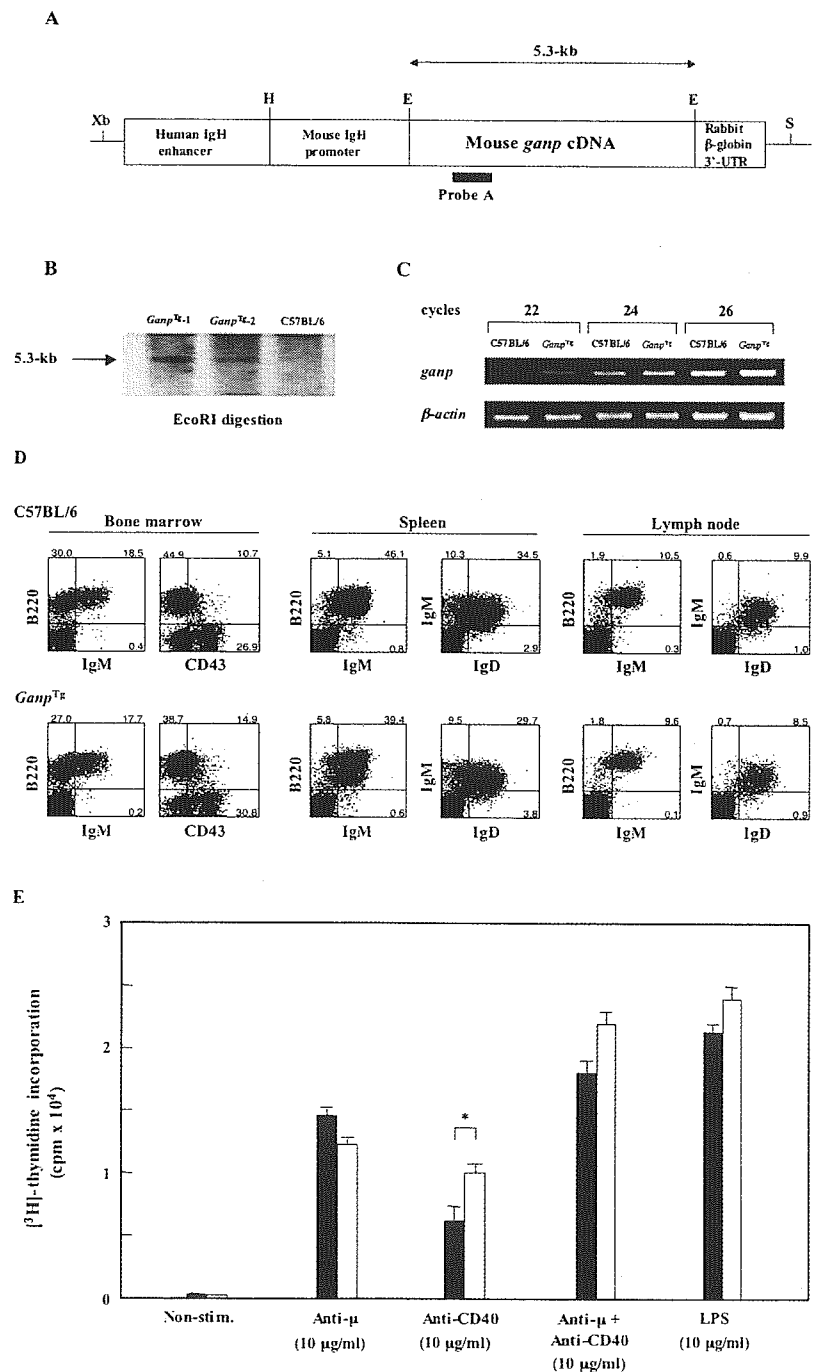 A
5.3-kb
H E E
Xb S
Human IgH enhancer
Mouse IgH promoter
Mouse ganp cDNA
Rabbit β-globin 3'-UTR
Probe A
B
Ganp^Tg-1 Ganp^Tg-2 C57BL/6
5.3-kb
EcoRI digestion
C
cycles 22 24 26
C57BL/6 Ganp^Tg C57BL/6 Ganp^Tg C57BL/6 Ganp^Tg
ganp
β-actin
D
C57BL/6
Bone marrow Spleen Lymph node
30.0 18.5 44.9 10.7 5.1 46.1 10.3 34.5 1.9 10.5 0.6 9.9
B220 B220 IgM B220 IgM
0.4 26.9 0.8 2.9 0.3 1.0
IgM CD43 IgM IgD IgM IgD
Ganp^Tg
27.0 17.7 38.7 14.9 5.8 39.4 9.5 29.7 1.8 9.6 0.7 8.5
B220 B220 IgM B220 IgM
0.2 30.8 0.6 3.8 0.1 0.9
IgM CD43 IgM IgD IgM IgD
E
[³H]-thymidine incorporation
(cpm x 10⁴)
3
2
1
0
*
Non-stim. Anti-μ Anti-CD40 Anti-μ + LPS
(10 μg/ml) (10 μg/ml) Anti-CD40 (10 μg/ml)
(10 μg/ml)